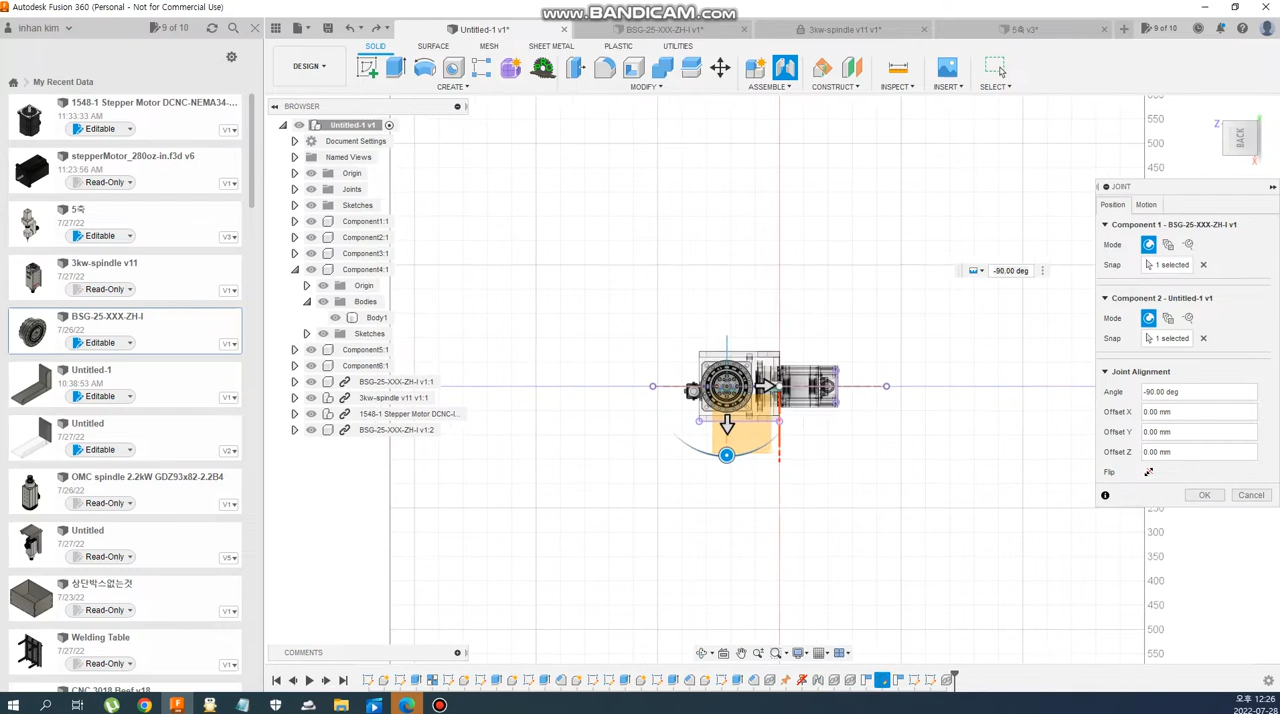 Autodesk Fusion 360 (Personal - Not for Commercial Use)
www.BANDICAM.com
inhan kim
9 of 10
Untitled-1 v1*
BSG-25-XXX-ZH-I v1*
3kw-spindle v11 v1*
5축 v3*
9 of 10
SOLID
SURFACE
MESH
SHEET METAL
PLASTIC
UTILITIES
DESIGN
CREATE
MODIFY
ASSEMBLE
CONSTRUCT
INSPECT
INSERT
SELECT
My Recent Data
1548-1 Stepper Motor DCNC-NEMA34-...
11:33:33 AM
Editable
V1
stepperMotor_280oz-in.f3d v6
11:23:56 AM
Read-Only
V1
5축
7/27/22
Editable
V3
3kw-spindle v11
7/27/22
Read-Only
V1
BSG-25-XXX-ZH-I
7/26/22
Editable
V1
Untitled-1
10:38:53 AM
Editable
V1
Untitled
7/27/22
Editable
V2
OMC spindle 2.2kW GDZ93x82-2.2B4
7/26/22
Read-Only
V1
Untitled
7/27/22
Read-Only
V5
상단박스없는것
7/23/22
Read-Only
V1
Welding Table
7/27/22
Read-Only
V1
CNC 3018 Beef v18
BROWSER
Untitled-1 v1
Document Settings
Named Views
Origin
Joints
Sketches
Component1:1
Component2:1
Component3:1
Component4:1
Origin
Bodies
Body1
Sketches
Component5:1
Component6:1
BSG-25-XXX-ZH-I v1:1
3kw-spindle v11 v1:1
1548-1 Stepper Motor DCNC-I...
BSG-25-XXX-ZH-I v1:2
COMMENTS
550
500
450
-90.00 deg
500
350
400
450
500
550
Z
BACK
X
JOINT
Position
Motion
Component 1 - BSG-25-XXX-ZH-I v1
Mode
Snap
1 selected
Component 2 - Untitled-1 v1
Mode
Snap
1 selected
Joint Alignment
Angle
-90.00 deg
Offset X
0.00 mm
Offset Y
0.00 mm
Offset Z
0.00 mm
Flip
OK
Cancel
오후 12:26
2022-07-28